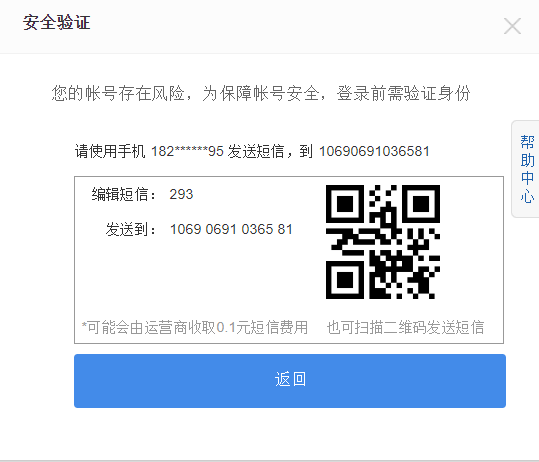 安全验证
您的帐号存在风险，为保障帐号安全，登录前需验证身份
请使用手机 182******95 发送短信，到 10690691036581
编辑短信： 293
发送到： 1069 0691 0365 81
*可能会由运营商收取0.1元短信费用 也可扫描二维码发送短信
返回
帮助中心